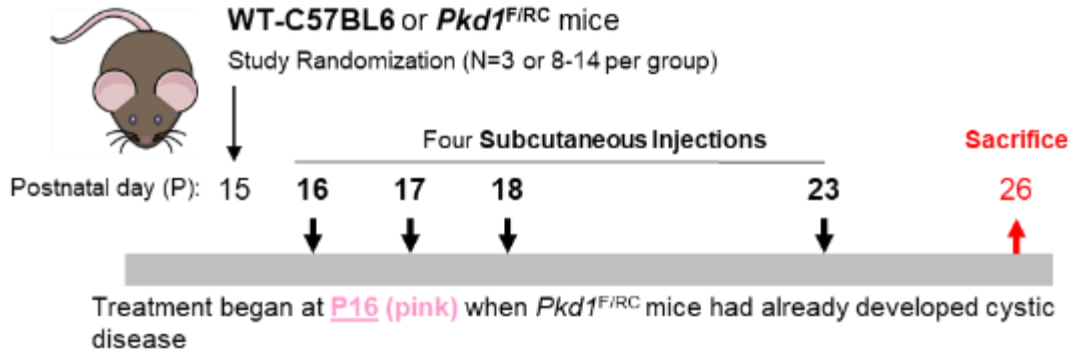 WT-C57BL6 or Pkd1F/RC mice
Study Randomization (N=3 or 8-14 per group)
Four Subcutaneous Injections Sacrifice
Postnatal day (P): 15 16 17 18 23 26
Treatment began at P16 (pink) when Pkd1F/RC mice had already developed cystic
disease